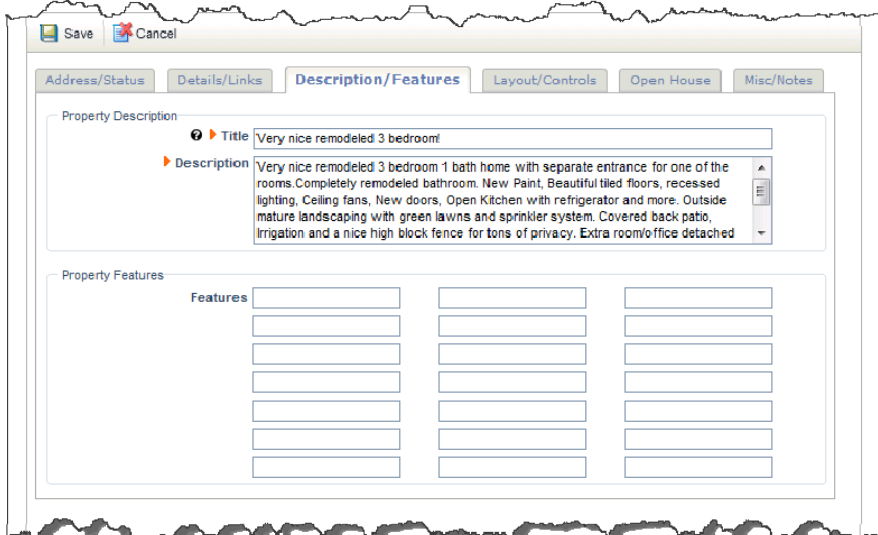 Save Cancel
Address/Status Details/Links Description/Features Layout/Controls Open House Misc/Notes
Property Description
Title Very nice remodeled 3 bedroom!
Description Very nice remodeled 3 bedroom 1 bath home with separate entrance for one of the
rooms.Completely remodeled bathroom. New Paint, Beautiful tiled floors, recessed
lighting, Ceiling fans, New doors, Open Kitchen with refrigerator and more. Outside
mature landscaping with green lawns and sprinkler system. Covered back patio,
Irrigation and a nice high block fence for tons of privacy. Extra room/office detached
Property Features
Features